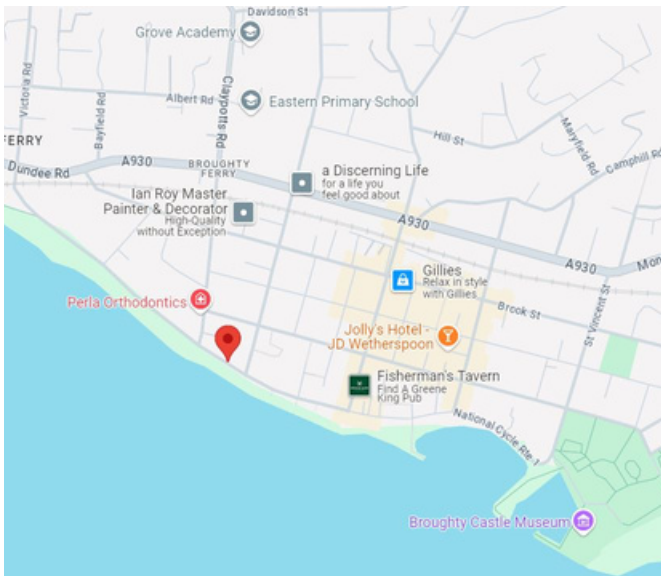 Davidson St
Grove Academy
Victoria Rd
Bayfield Rd
Albert Rd
Claypotts Rd
Eastern Primary School
Hill St
Maryfield Rd
Camphill Rd
FERRY
Dundee Rd
A930
BROUGHTY
FERRY
a Discerning Life
for a life you
feel good about
Ian Roy Master
Painter & Decorator
High-Quality
without Exception
A930
A930
Mon
Gillies
Relax in style
with Gillies
Perla Orthodontics
Brook St
St Vincent St
Jolly's Hotel -
JD Wetherspoon
Fisherman's Tavern
Find A Greene
King Pub
National Cycle Rte 1
Broughty Castle Museum